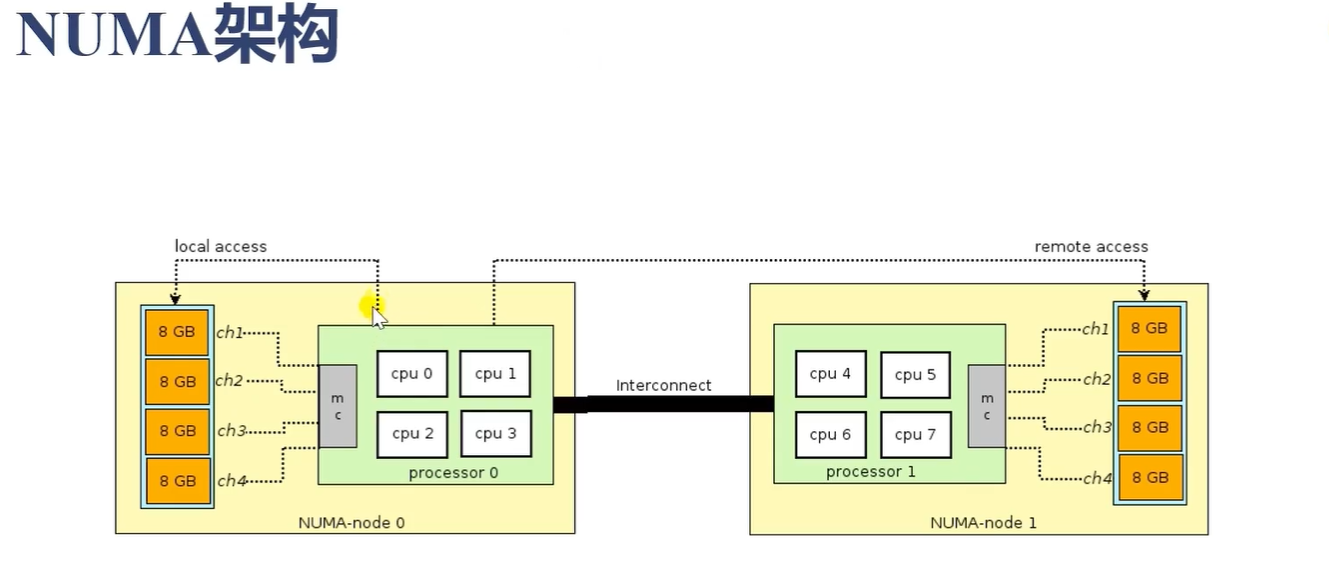 NUMA架构
local access
remote access
8 GB
ch1
8 GB
ch2
8 GB
ch3
8 GB
ch4
m
c
cpu 0
cpu 1
cpu 2
cpu 3
processor 0
NUMA-node 0
Interconnect
cpu 4
cpu 5
cpu 6
cpu 7
processor 1
m
c
ch1
8 GB
ch2
8 GB
ch3
8 GB
ch4
8 GB
NUMA-node 1